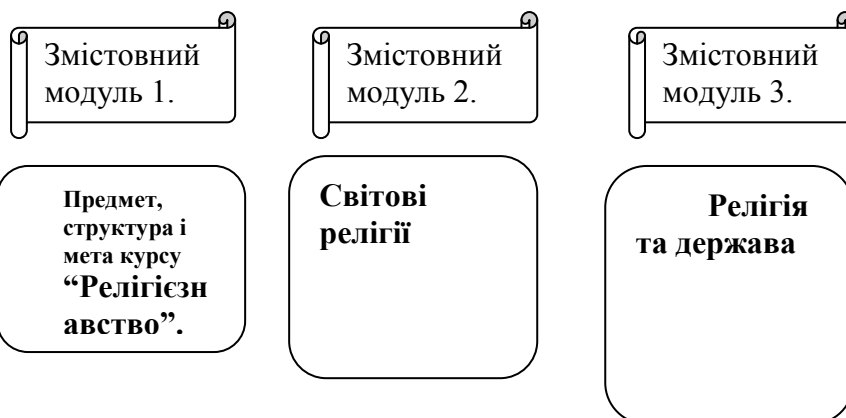 Змістовний
модуль 1.
Змістовний
модуль 2.
Змістовний
модуль 3.
Предмет,
структура і
мета курсу
“Релігієзн
авство”.
Світові
релігії
Релігія
та держава